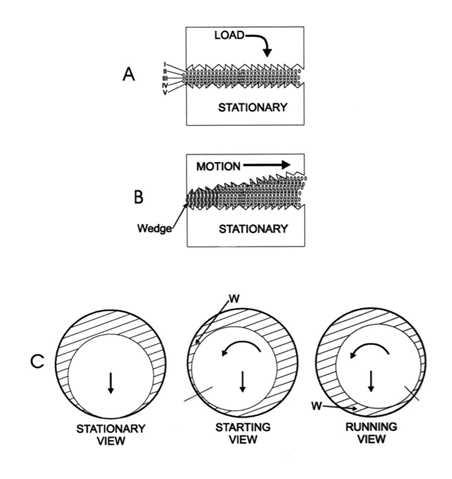 A
LOAD
I
II
III
IV
V
STATIONARY
B
MOTION
Wedge
STATIONARY
C
W
W
STATIONARY
VIEW
STARTING
VIEW
RUNNING
VIEW